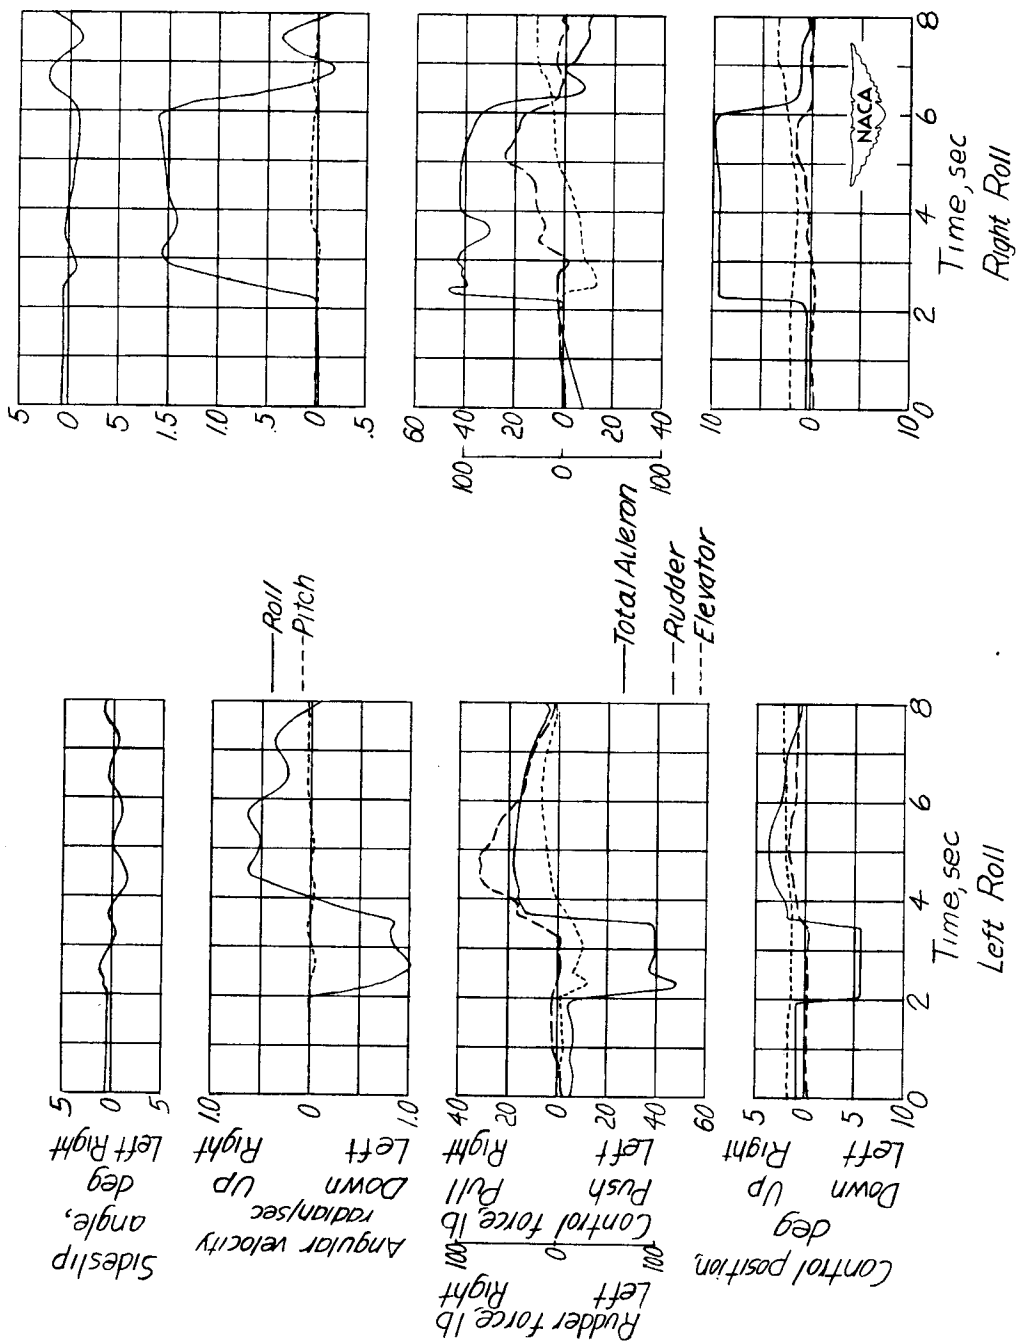 Sideslip
angle,
deg
Left Right
5
0
5
Angular velocity
radian/sec
Down Up
Left Right
1.0
0
1.0
Roll
Pitch
Rudder force, lb
Left Right
100
0
100
Control force, lb
Push Pull
Left Right
40
20
0
20
40
60
Total Aileron
Rudder
Elevator
Control position,
deg
Down Up
Left Right
5
0
5
10
0 2 4 6 8
Time, sec
Left Roll
5
0
5
1.5
1.0
.5
0
.5
100
0
100
60
40
20
0
20
40
10
0
10
0 2 4 6 8
NACA
Time, sec
Right Roll